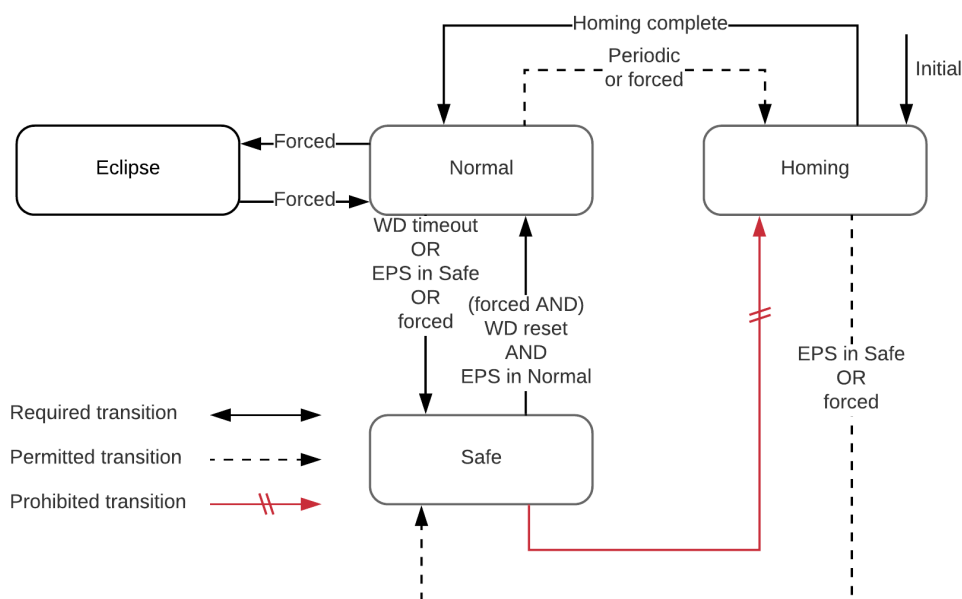 Homing complete
Periodic
or forced
Initial
Eclipse
Forced
Forced
Normal
Homing
WD timeout
OR
EPS in Safe
OR
forced
(forced AND)
WD reset
AND
EPS in Normal
EPS in Safe
OR
forced
Required transition
Permitted transition
Prohibited transition
Safe